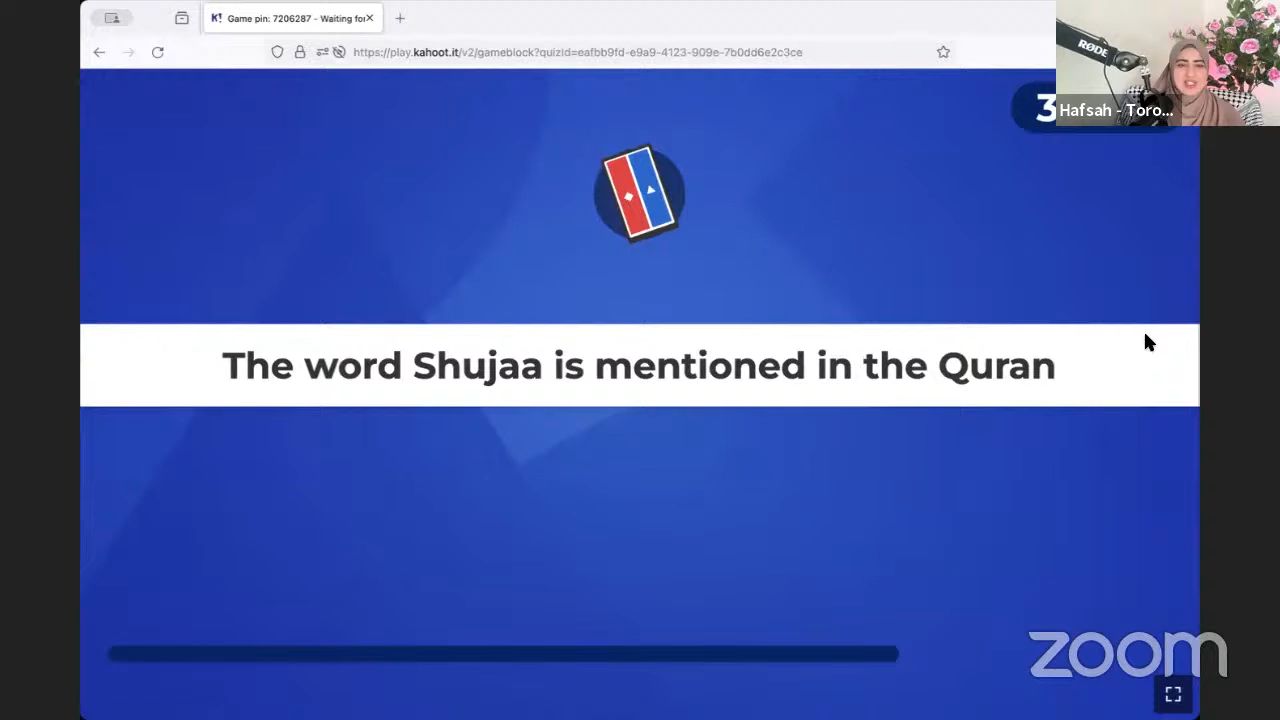 K! Game pin: 7206287 - Waiting for
https://play.kahoot.it/v2/gameblock?quizId=eafbb9fd-e9a9-4123-909e-7b0dd6e2c3ce
RØDE
3
Hafsah - Toro...
The word Shujaa is mentioned in the Quran
zoom